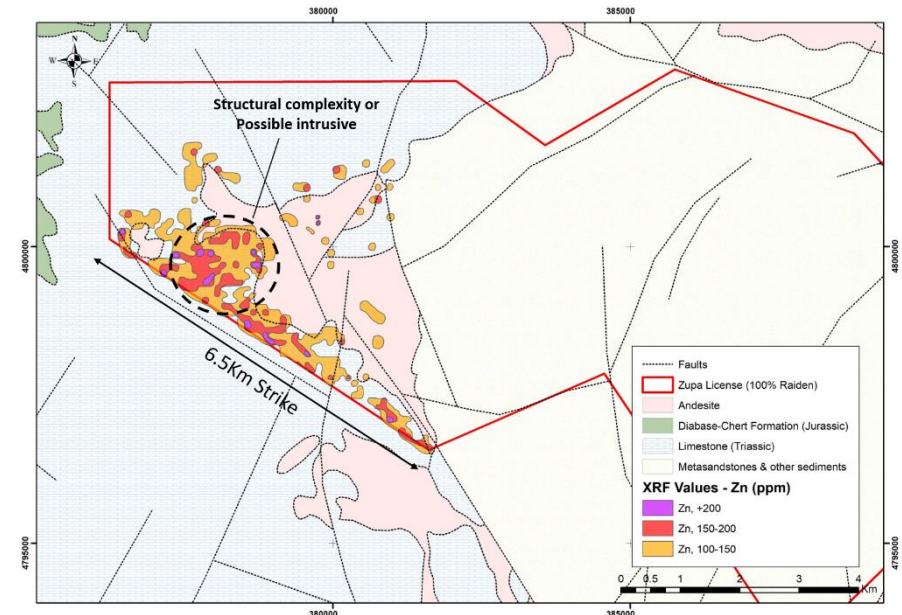 380000
385000
N
W
E
S
Structural complexity or
Possible intrusive
4800000
4800000
6.5Km Strike
Faults
Zupa License (100% Raiden)
Andesite
Diabase-Chert Formation (Jurassic)
Limestone (Triassic)
Metasandstones & other sediments
XRF Values - Zn (ppm)
Zn, +200
Zn, 150-200
Zn, 100-150
4795000
4795000
0 0.5 1 2 3 4
Km
380000
385000